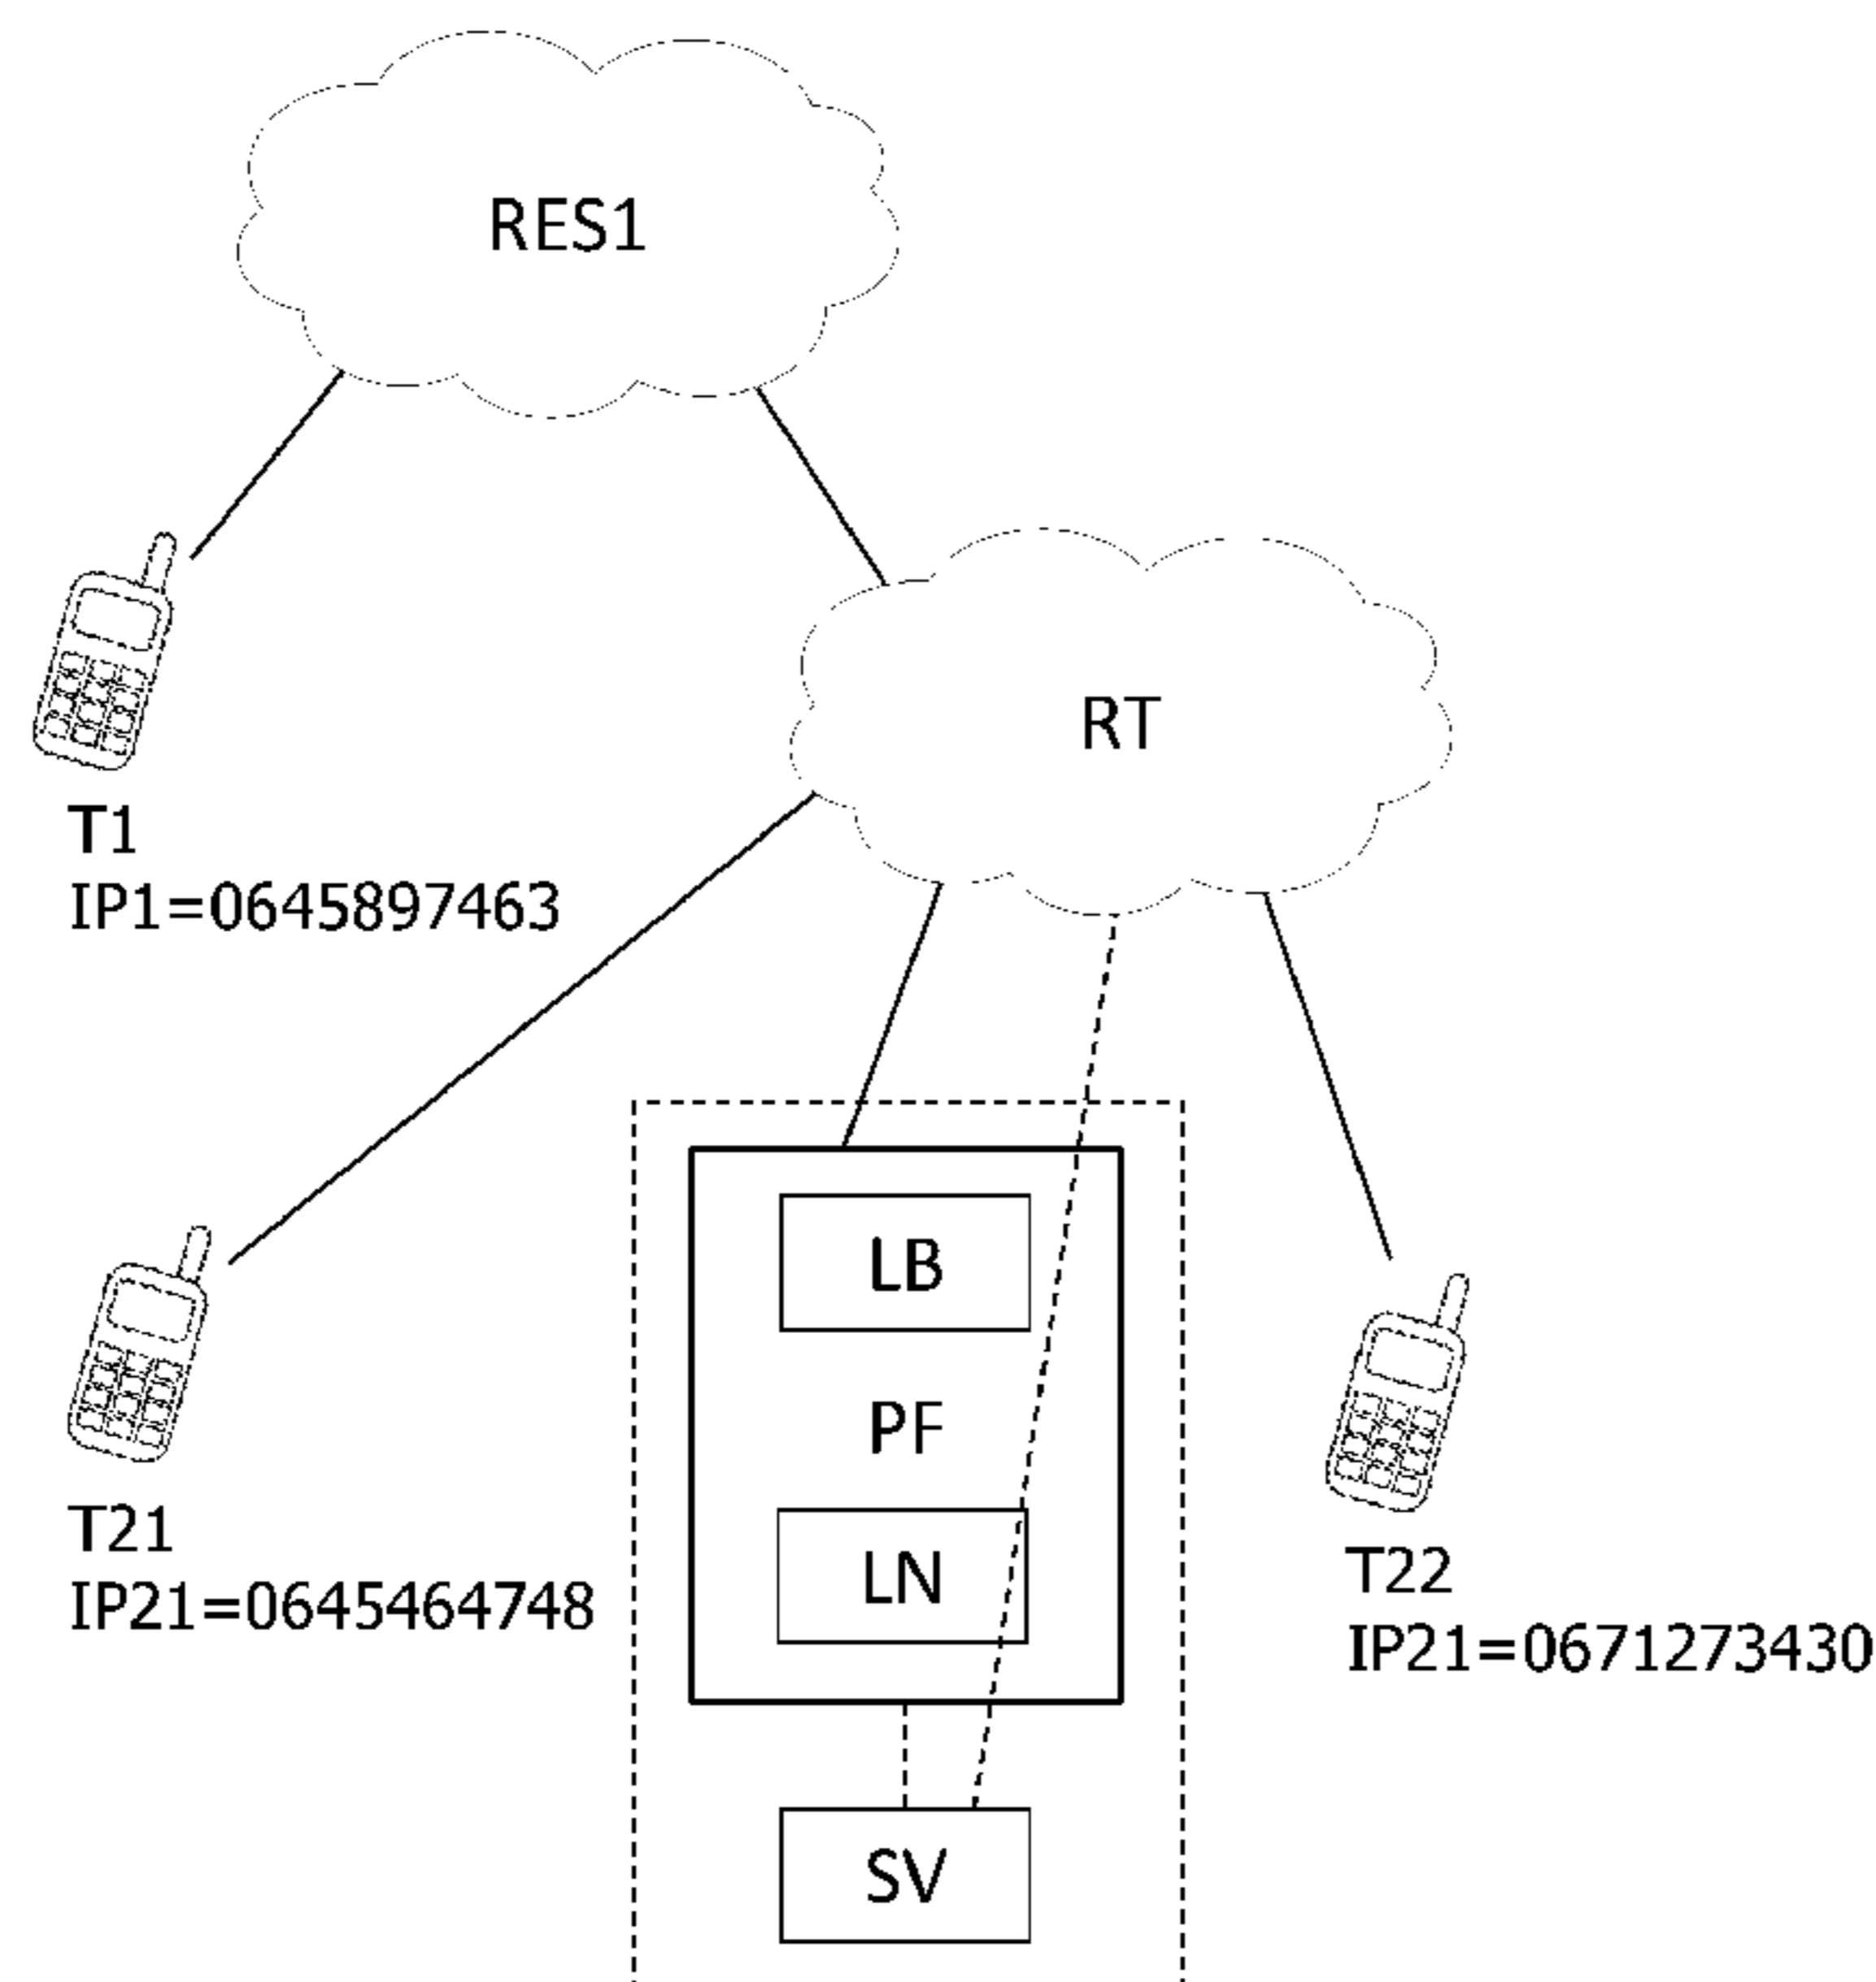 RES1
RT
T1
IP1=0645897463
LB
PF
T21
IP21=0645464748
LN
T22
IP21=0671273430
SV